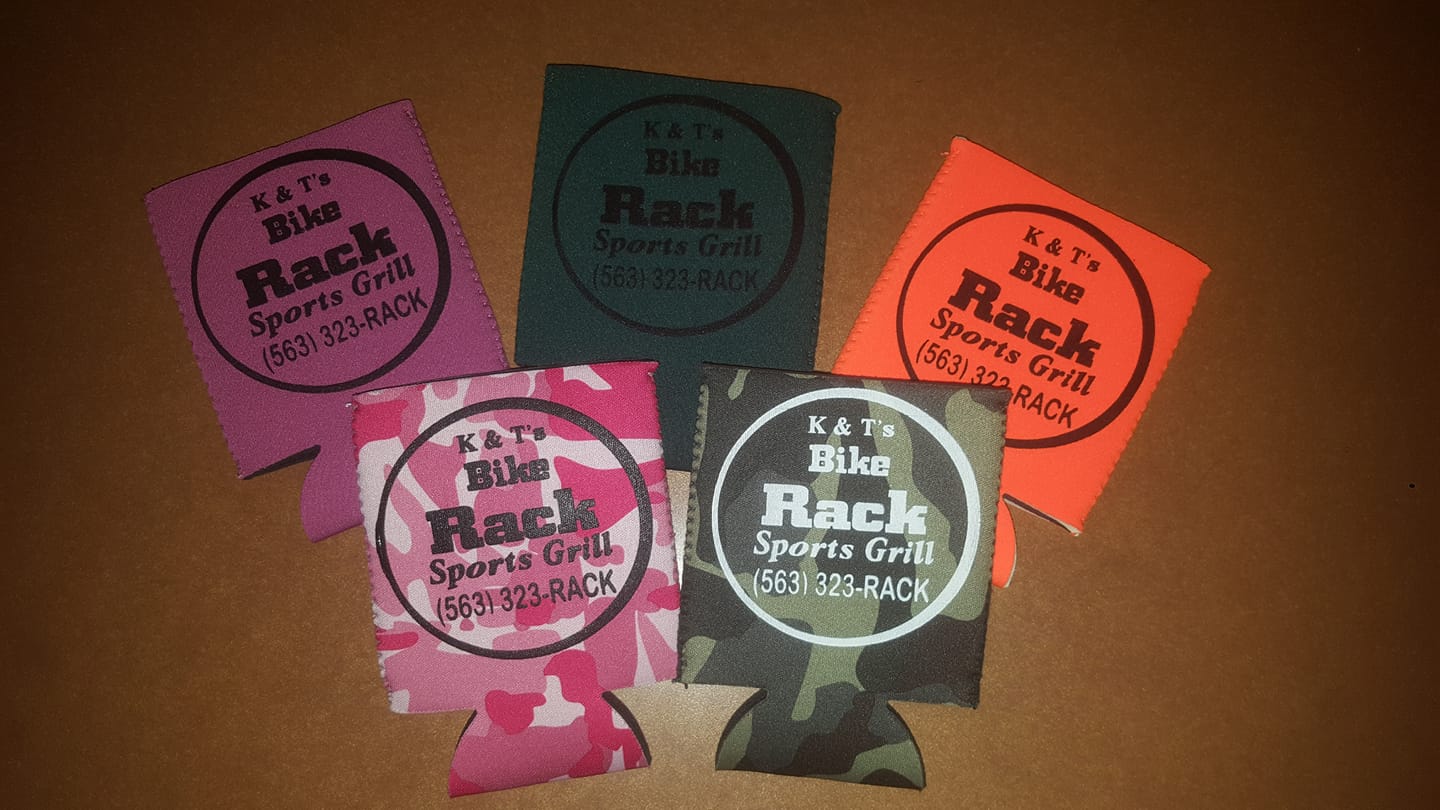 K & T's
Bike
Rack
Sports Grill
(563) 323-RACK
K & T's
Bike
Rack
Sports Grill
(563) 323-RACK
K & T's
Bike
Rack
Sports Grill
(563) 323-RACK
K & T's
Bike
Rack
Sports Grill
(563) 323-RACK
K & T's
Bike
Rack
Sports Grill
(563) 323-RACK